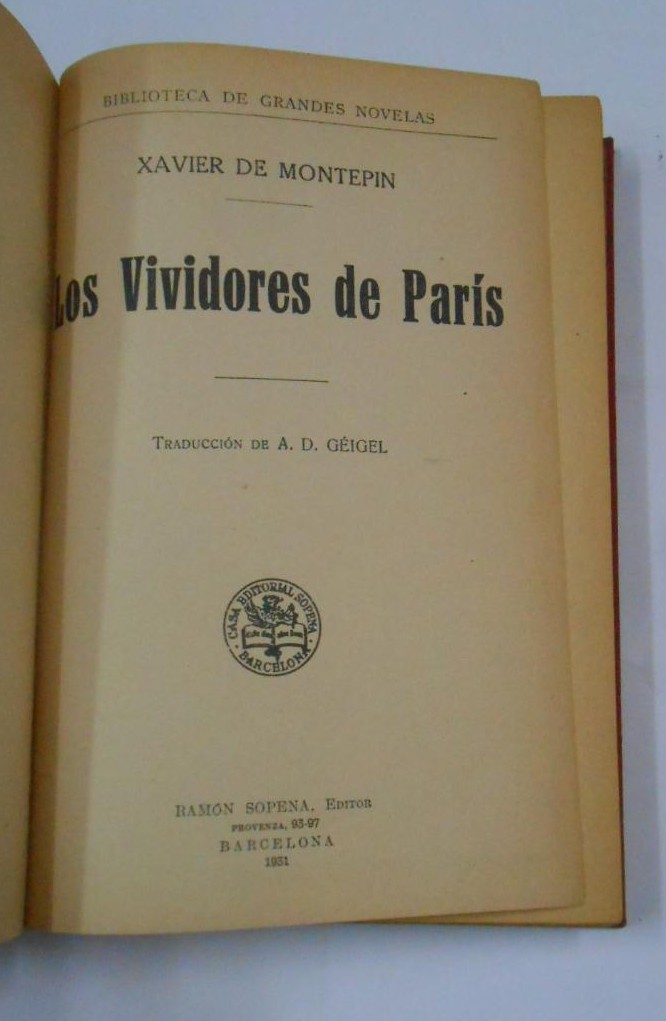 BIBLIOTECA DE GRANDES NOVELAS
XAVIER DE MONTEPIN
Los Vividores de París
TRADUCCIÓN DE A. D. GÉIGEL
CASA EDITORIAL SOPENA
BARCELONA
RAMÓN SOPENA, EDITOR
PROVENZA, 93-97
BARCELONA
1931